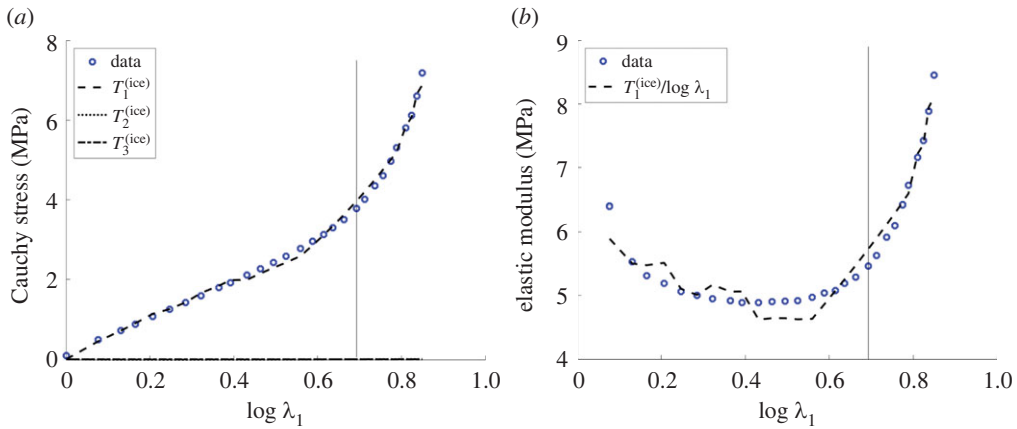 (a)
8
6
4
2
0
Cauchy stress (MPa)
data
T₁⁽ⁱᶜᵉ⁾
T₂⁽ⁱᶜᵉ⁾
T₃⁽ⁱᶜᵉ⁾
0 0.2 0.4 0.6 0.8 1.0
log λ₁
(b)
9
8
7
6
5
4
elastic modulus (MPa)
data
T₁⁽ⁱᶜᵉ⁾/log λ₁
0 0.2 0.4 0.6 0.8 1.0
log λ₁